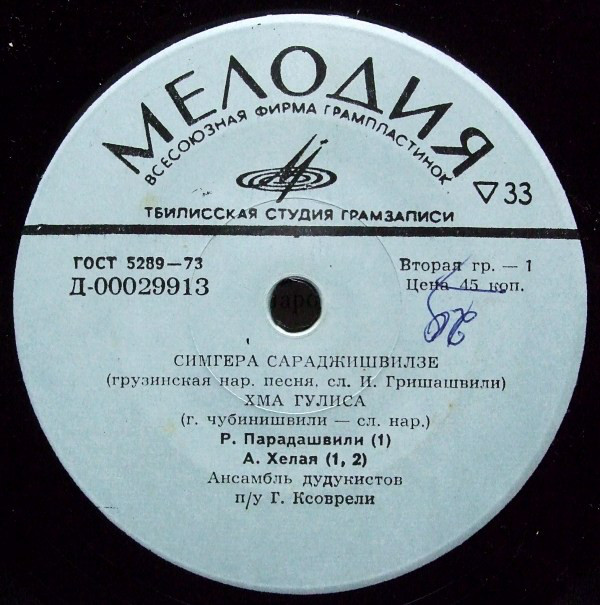 МЕЛОДИЯ
ВСЕСОЮЗНАЯ ФИРМА ГРАМПЛАСТИНОК
▽33
ТБИЛИССКАЯ СТУДИЯ ГРАМЗАПИСИ
ГОСТ 5289—73
Д-00029913
Вторая гр. — 1
Цена 45 коп.
СИМГЕРА САРАДЖИШВИЛЗЕ
(грузинская нар. песня. сл. И. Гришашвили)
ХМА ГУЛИСА
(г. чубинишвили — сл. нар.)
Р. Парадашвили (1)
А. Хелая (1, 2)
Ансамбль дудукистов
п/у Г. Ксоврели